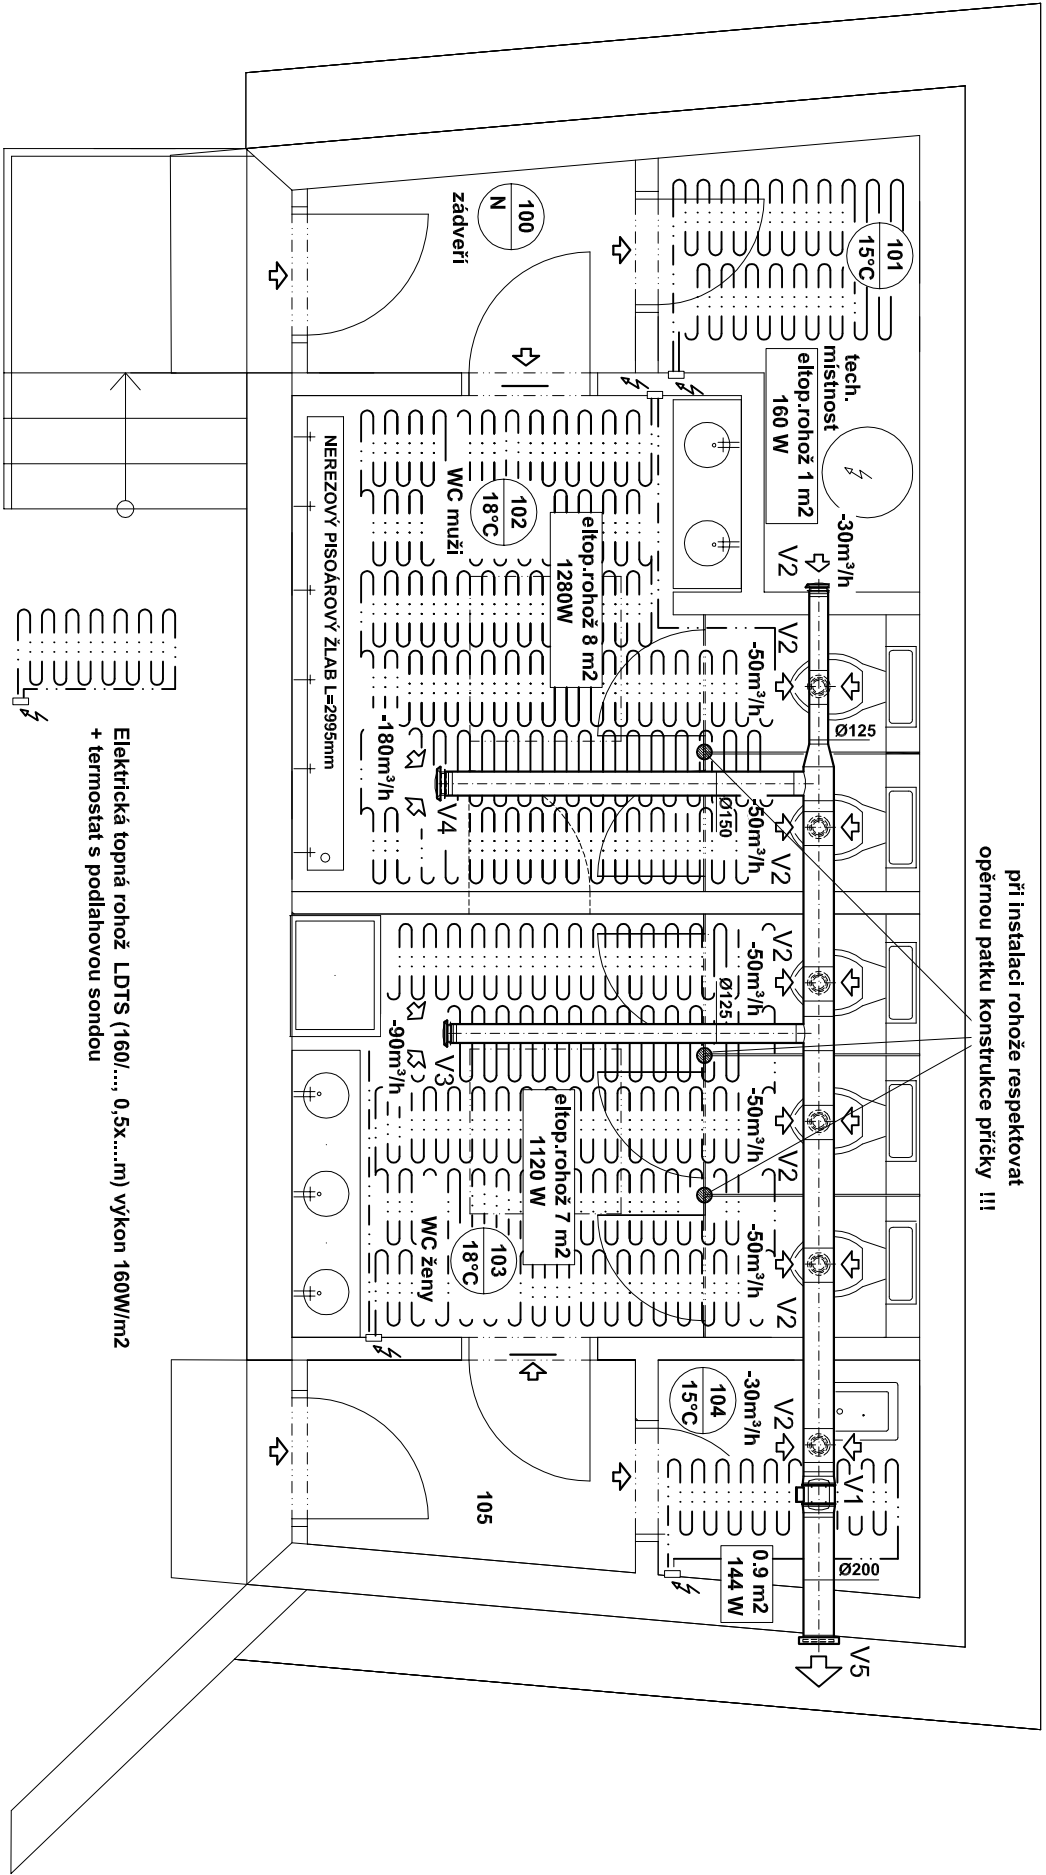 při instalaci rohože respektovat
opěrnou patku konstrukce příčky !!!
101
15°C
tech.
místnost
eltop.rohož 1 m2
160 W
-30m³/h
V2
V2
-50m³/h
Ø125
-50m³/h
V2
Ø150
V2
-50m³/h
Ø125
-50m³/h
V2
-50m³/h
V2
104
15°C
-30m³/h
V2
V1
0.9 m2
144 W
Ø200
V5
100
N
zádveří
102
18°C
WC muži
eltop.rohož 8 m2
1280W
-180m³/h
V4
-90m³/h
V3
eltop.rohož 7 m2
1120 W
103
18°C
WC ženy
105
NEREZOVÝ PISOÁROVÝ ŽLAB L=2995mm
Elektrická topná rohož LDTS (160/..., 0,5x.....m) výkon 160W/m2
+ termostat s podlahovou sondou